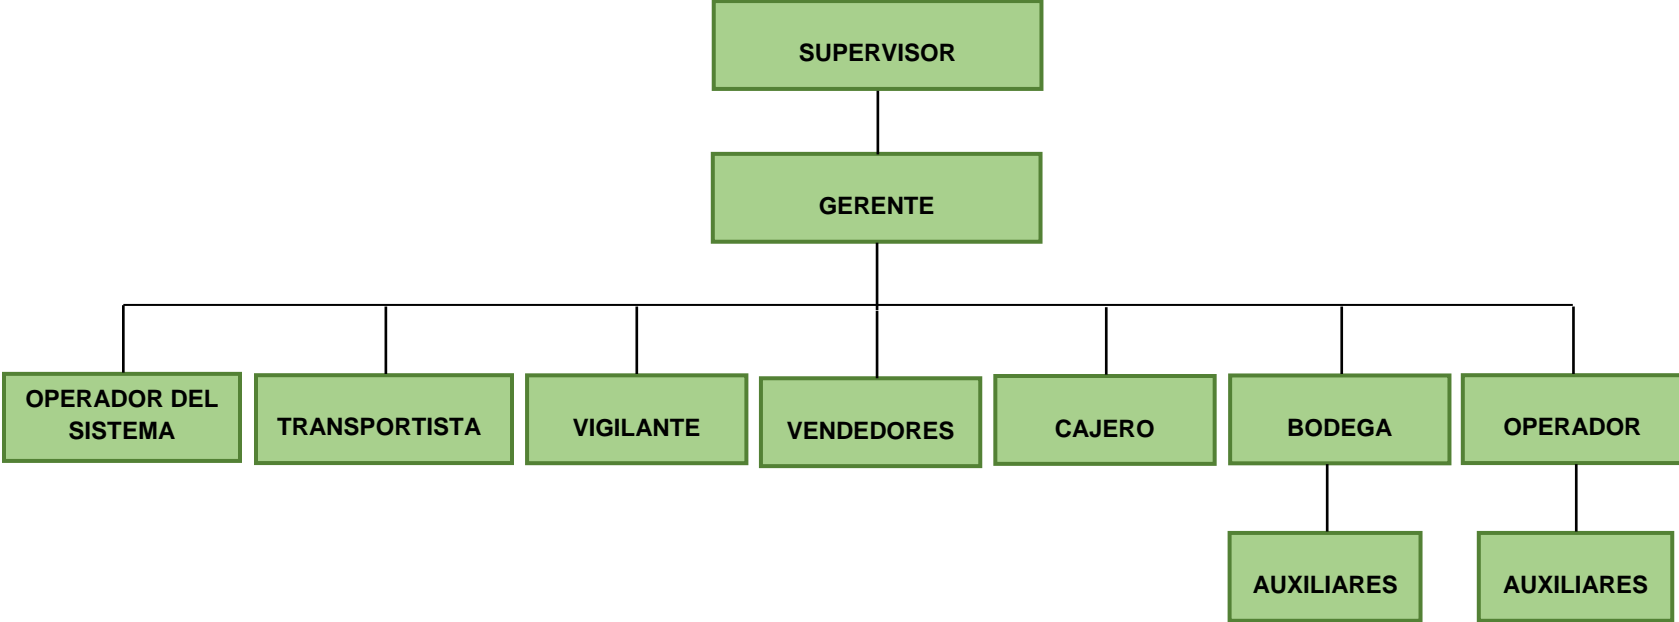 SUPERVISOR
GERENTE
OPERADOR DEL
SISTEMA
TRANSPORTISTA
VIGILANTE
VENDEDORES
CAJERO
BODEGA
OPERADOR
AUXILIARES
AUXILIARES